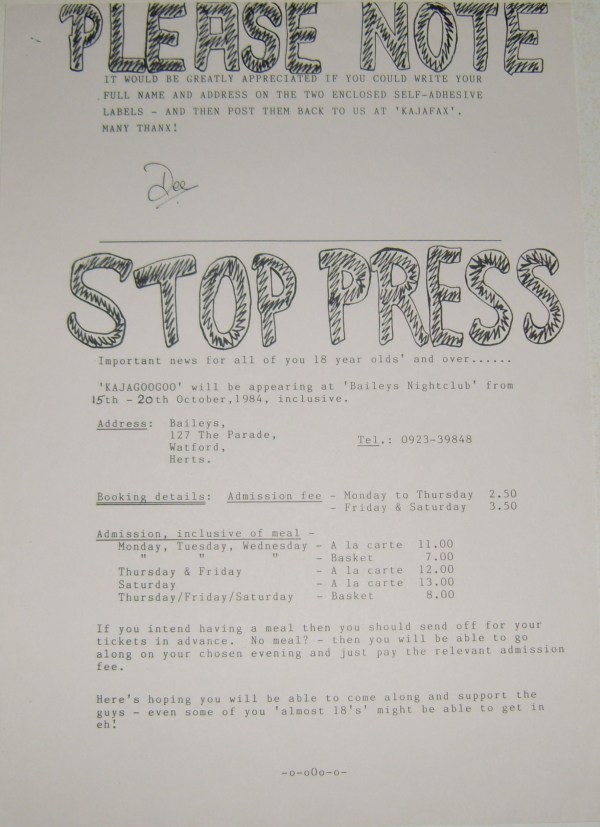 PLEASE NOTE
IT WOULD BE GREATLY APPRECIATED IF YOU COULD WRITE YOUR
FULL NAME AND ADDRESS ON THE TWO ENCLOSED SELF-ADHESIVE
LABELS - AND THEN POST THEM BACK TO US AT 'KAJAFAX'.
MANY THANX!
Dee
STOP PRESS
Important news for all of you 18 year olds' and over......
'KAJAGOOGOO' will be appearing at 'Baileys Nightclub' from
15th - 20th October,1984, inclusive.
Address: Baileys,
127 The Parade,
Watford,
Herts.
Tel.: 0923-39848
Booking details: Admission fee - Monday to Thursday 2.50
- Friday & Saturday 3.50
Admission, inclusive of meal -
Monday, Tuesday, Wednesday - A la carte 11.00
" " " - Basket 7.00
Thursday & Friday - A la carte 12.00
Saturday - A la carte 13.00
Thursday/Friday/Saturday - Basket 8.00
If you intend having a meal then you should send off for your
tickets in advance. No meal? - then you will be able to go
along on your chosen evening and just pay the relevant admission
fee.
Here's hoping you will be able to come along and support the
guys - even some of you 'almost 18's' might be able to get in
eh!
-o-oOo-o-